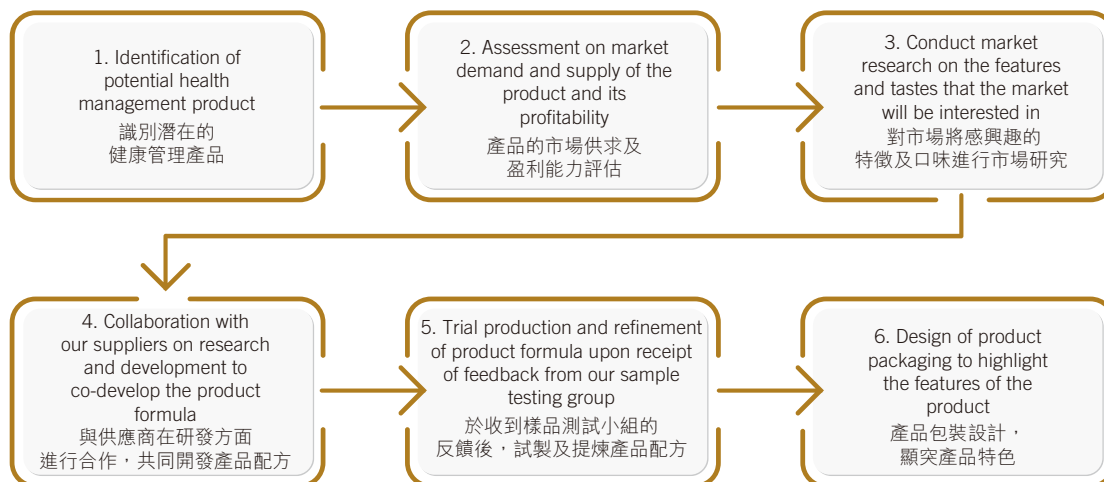 1. Identification of
potential health
management product
識別潛在的
健康管理產品
2. Assessment on market
demand and supply of the
product and its
profitability
產品的市場供求及
盈利能力評估
3. Conduct market
research on the features
and tastes that the market
will be interested in
對市場將感興趣的
特徵及口味進行市場研究
4. Collaboration with
our suppliers on research
and development to
co-develop the product
formula
與供應商在研發方面
進行合作，共同開發產品配方
5. Trial production and refinement
of product formula upon receipt
of feedback from our sample
testing group
於收到樣品測試小組的
反饋後，試製及提煉產品配方
6. Design of product
packaging to highlight
the features of the
product
產品包裝設計，
顯突產品特色